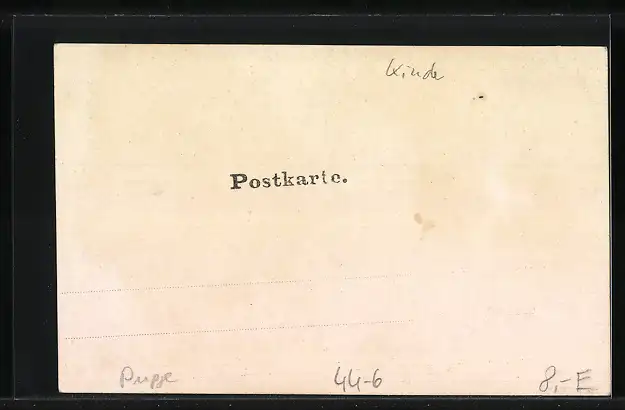 Kinder
Postkarte.
Puppe 44-6 8,-E